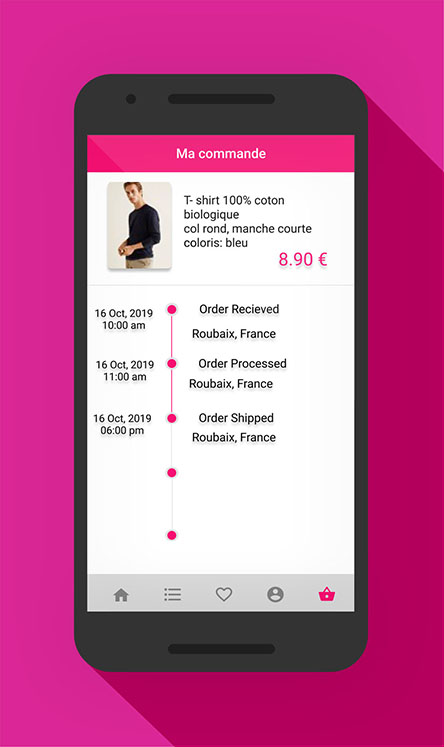 Ma commande
T- shirt 100% coton
biologique
col rond, manche courte
coloris: bleu
8.90 €
16 Oct, 2019
10:00 am
Order Recieved
Roubaix, France
16 Oct, 2019
11:00 am
Order Processed
Roubaix, France
16 Oct, 2019
06:00 pm
Order Shipped
Roubaix, France